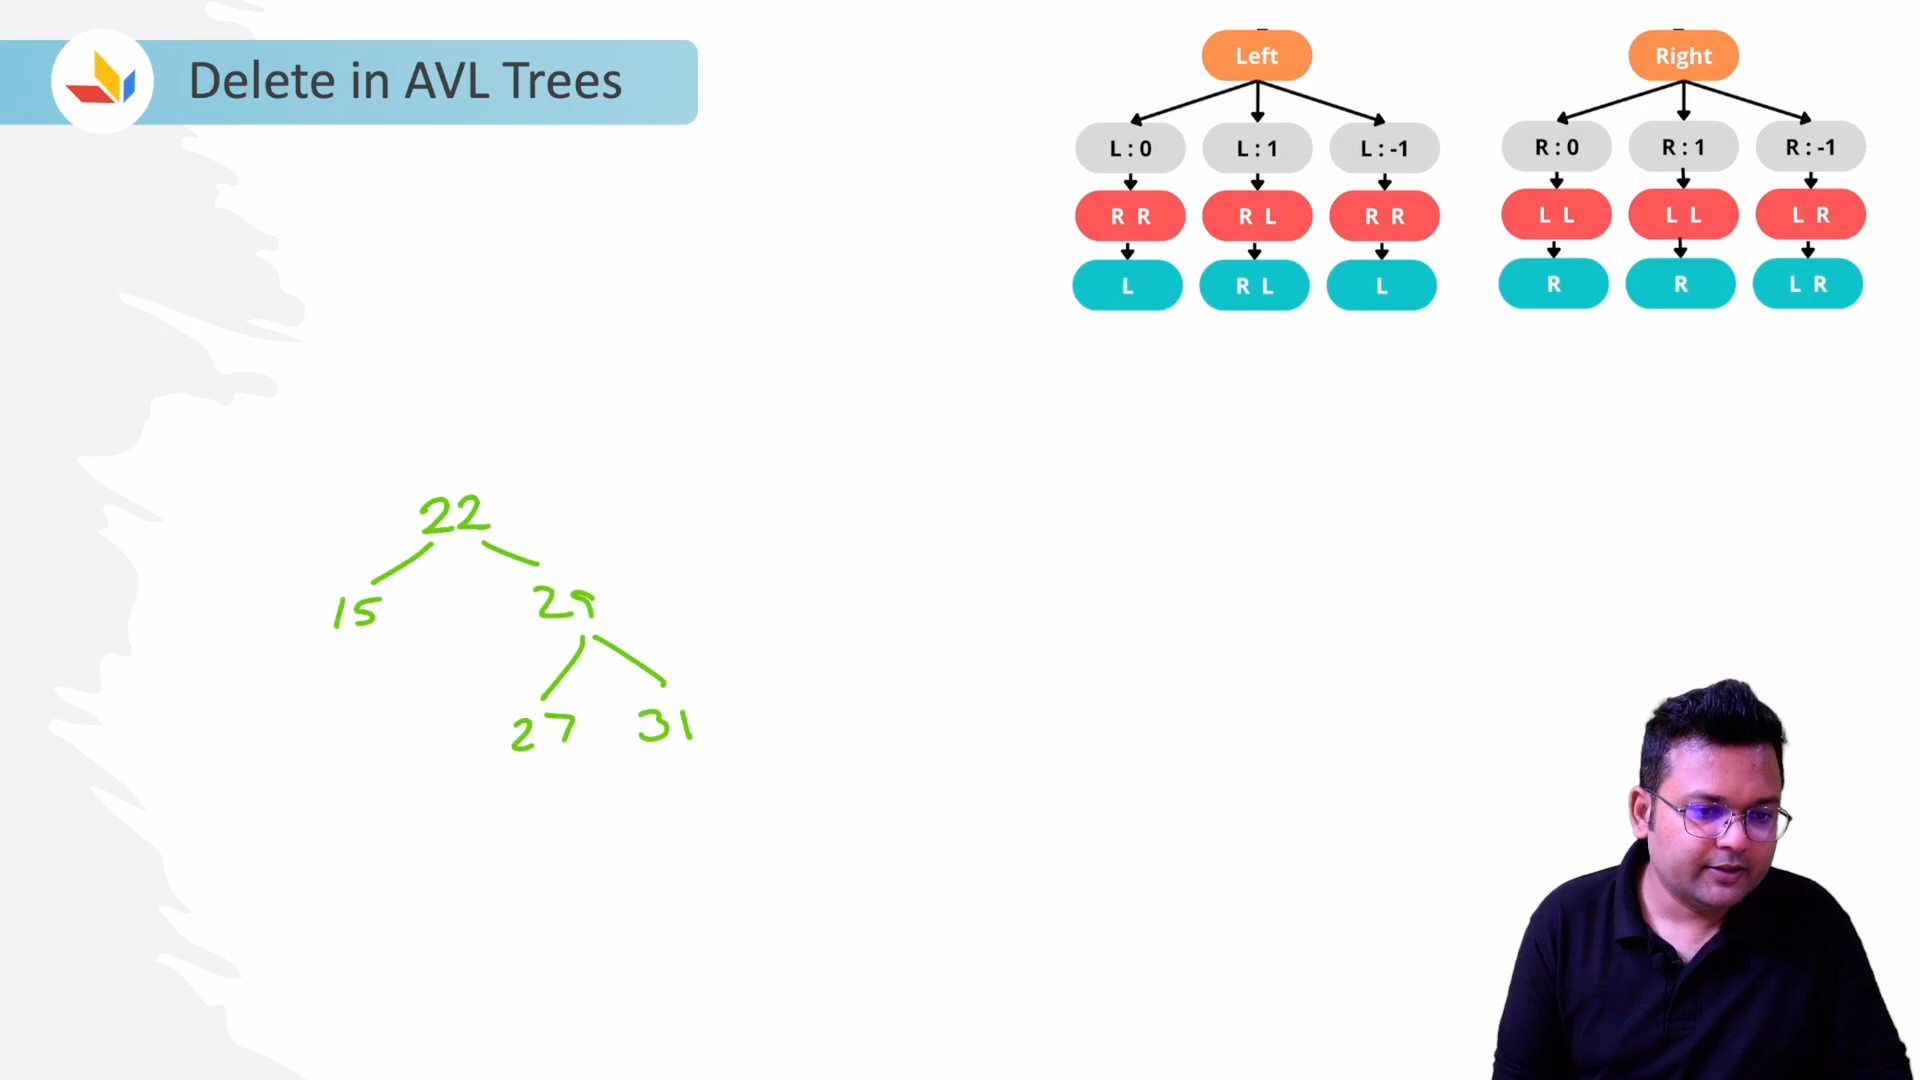 Delete in AVL Trees
Left
L : 0 L : 1 L : -1
R R R L R R
L R L L
Right
R : 0 R : 1 R : -1
L L L L L R
R R L R
22
15 29
27 31